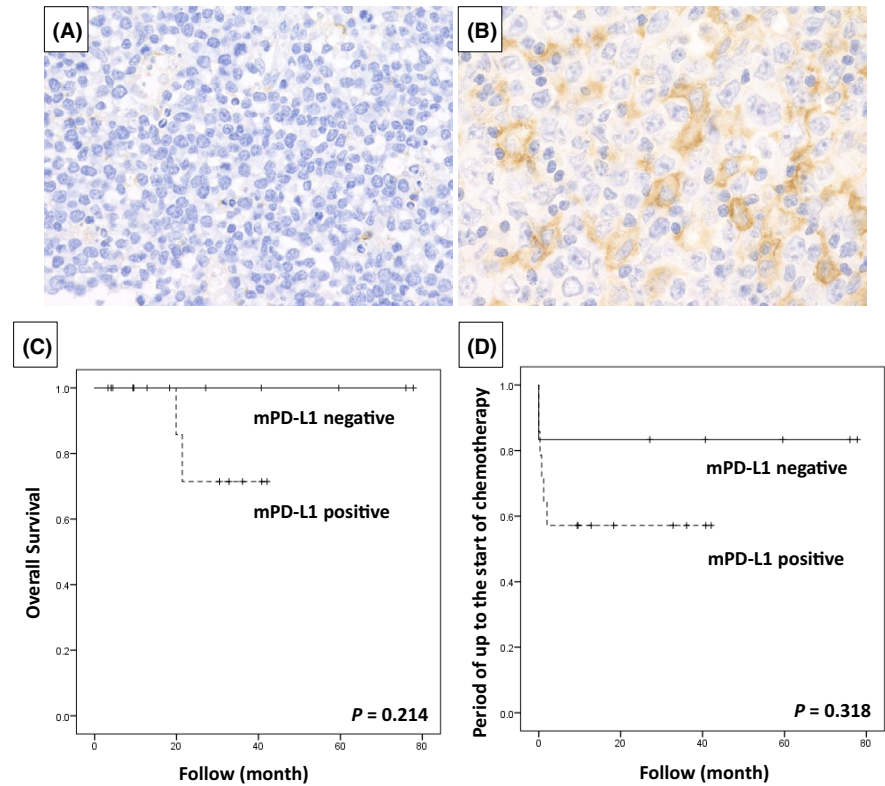 (A)
(B)
(C)
1.0
0.8
0.6
0.4
0.2
0.0
Overall Survival
mPD-L1 negative
mPD-L1 positive
P = 0.214
0 20 40 60 80
Follow (month)
(D)
1.0
0.8
0.6
0.4
0.2
0.0
Period of up to the start of chemotherapy
mPD-L1 negative
mPD-L1 positive
P = 0.318
0 20 40 60 80
Follow (month)